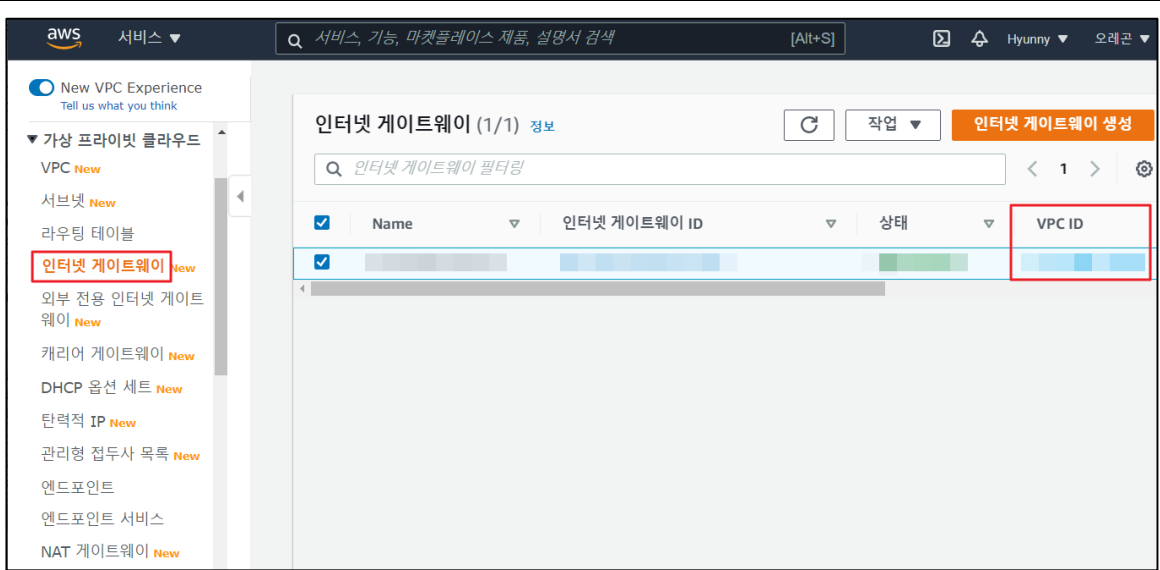 aws 서비스 ▼ 서비스, 기능, 마켓플레이스 제품, 설명서 검색 [Alt+S] Hyunny ▼ 오레곤 ▼
New VPC Experience
Tell us what you think
▼ 가상 프라이빗 클라우드
VPC New
서브넷 New
라우팅 테이블
인터넷 게이트웨이 New
외부 전용 인터넷 게이트
웨이 New
캐리어 게이트웨이 New
DHCP 옵션 세트 New
탄력적 IP New
관리형 접두사 목록 New
엔드포인트
엔드포인트 서비스
NAT 게이트웨이 New
인터넷 게이트웨이 (1/1) 정보 작업 ▼ 인터넷 게이트웨이 생성
인터넷 게이트웨이 필터링 < 1 >
Name 인터넷 게이트웨이 ID 상태 VPC ID